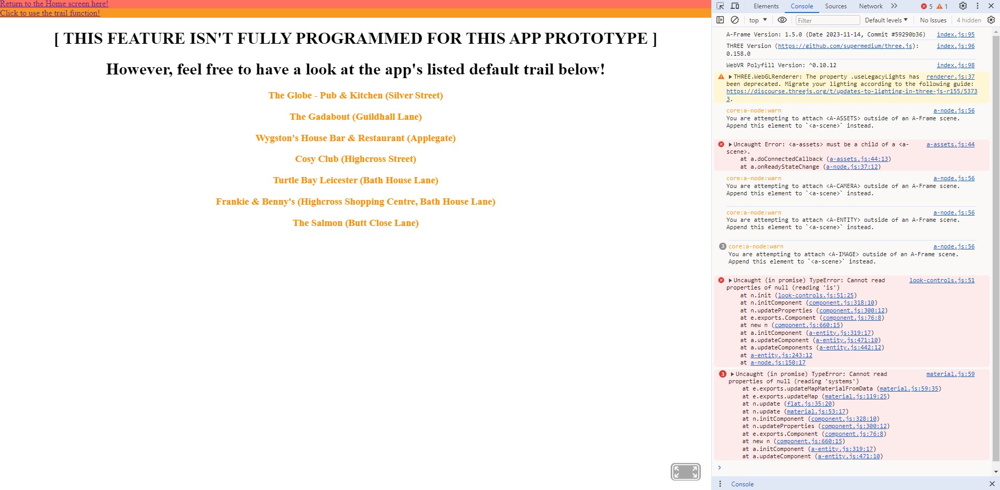 Return to the Home screen here!
Click to use the trail function!
[ THIS FEATURE ISN'T FULLY PROGRAMMED FOR THIS APP PROTOTYPE ]
However, feel free to have a look at the app's listed default trail below!
The Globe - Pub & Kitchen (Silver Street)
The Gadabout (Guildhall Lane)
Wygston's House Bar & Restaurant (Applegate)
Cosy Club (Highcross Street)
Turtle Bay Leicester (Bath House Lane)
Frankie & Benny's (Highcross Shopping Centre, Bath House Lane)
The Salmon (Butt Close Lane)
Elements Console Sources Network 5 1
top Filter Default levels No Issues 4 hidden
A-Frame Version: 1.5.0 (Date 2023-11-14, Commit #59290b36) index.js:95
THREE Version (https://github.com/supermedium/three.js): index.js:96
0.158.0
WebVR Polyfill Version: ^0.10.12 index.js:98
THREE.WebGLRenderer: The property .useLegacyLights has renderer.js:37
been deprecated. Migrate your lighting according to the following guide:
https://discourse.threejs.org/t/updates-to-lighting-in-three-js-r155/5373
3.
core:a-node:warn a-node.js:56
You are attempting to attach <A-ASSETS> outside of an A-Frame scene.
Append this element to `<a-scene>` instead.
Uncaught Error: <a-assets> must be a child of a <a- a-assets.js:44
scene>.
at a.doConnectedCallback (a-assets.js:44:13)
at a.onReadyStateChange (a-node.js:37:12)
core:a-node:warn a-node.js:56
You are attempting to attach <A-CAMERA> outside of an A-Frame scene.
Append this element to `<a-scene>` instead.
core:a-node:warn a-node.js:56
You are attempting to attach <A-ENTITY> outside of an A-Frame scene.
Append this element to `<a-scene>` instead.
3 core:a-node:warn a-node.js:56
You are attempting to attach <A-IMAGE> outside of an A-Frame scene.
Append this element to `<a-scene>` instead.
Uncaught (in promise) TypeError: Cannot read look-controls.js:51
properties of null (reading 'is')
at n.init (look-controls.js:51:25)
at n.initComponent (component.js:318:10)
at n.updateProperties (component.js:300:12)
at e.exports.Component (component.js:76:8)
at new n (component.js:660:15)
at a.initComponent (a-entity.js:319:17)
at a.updateComponent (a-entity.js:471:10)
at a.updateComponents (a-entity.js:442:12)
at a-entity.js:243:12
at a-node.js:150:17
3 Uncaught (in promise) TypeError: Cannot read material.js:59
properties of null (reading 'systems')
at e.exports.updateMapMaterialFromData (material.js:59:35)
at e.exports.updateMap (material.js:119:25)
at n.update (flat.js:35:20)
at n.update (material.js:53:17)
at n.initComponent (component.js:328:10)
at n.updateProperties (component.js:300:12)
at e.exports.Component (component.js:76:8)
at new n (component.js:660:15)
at a.initComponent (a-entity.js:319:17)
at a.updateComponent (a-entity.js:471:10)
Console